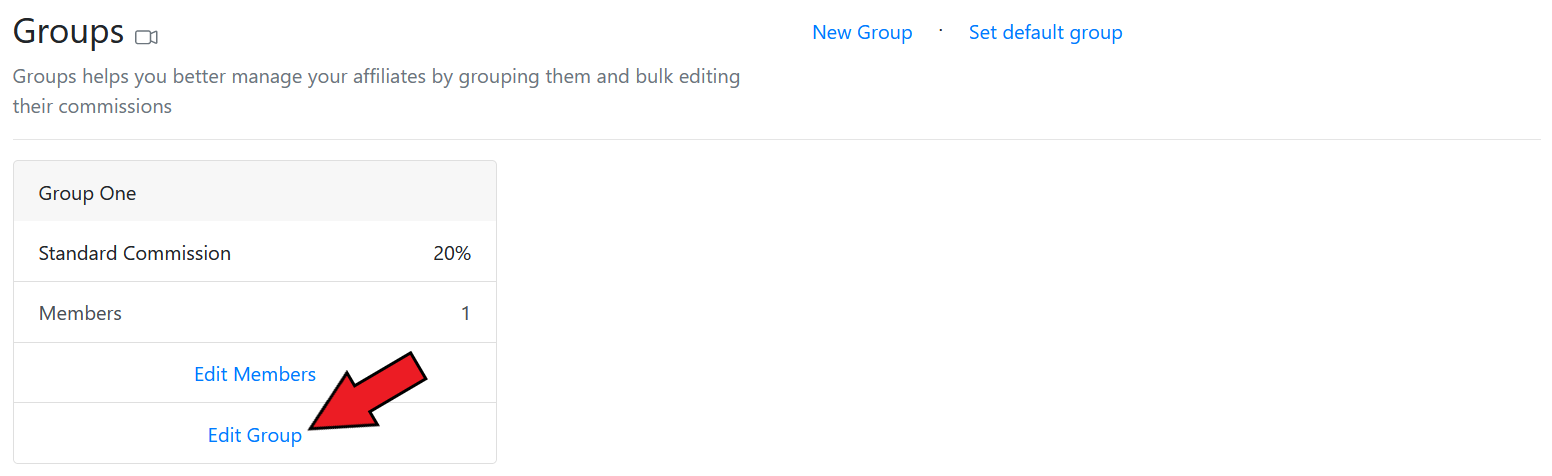 Groups
New Group · Set default group
Groups helps you better manage your affiliates by grouping them and bulk editing
their commissions
Group One
Standard Commission 20%
Members 1
Edit Members
Edit Group